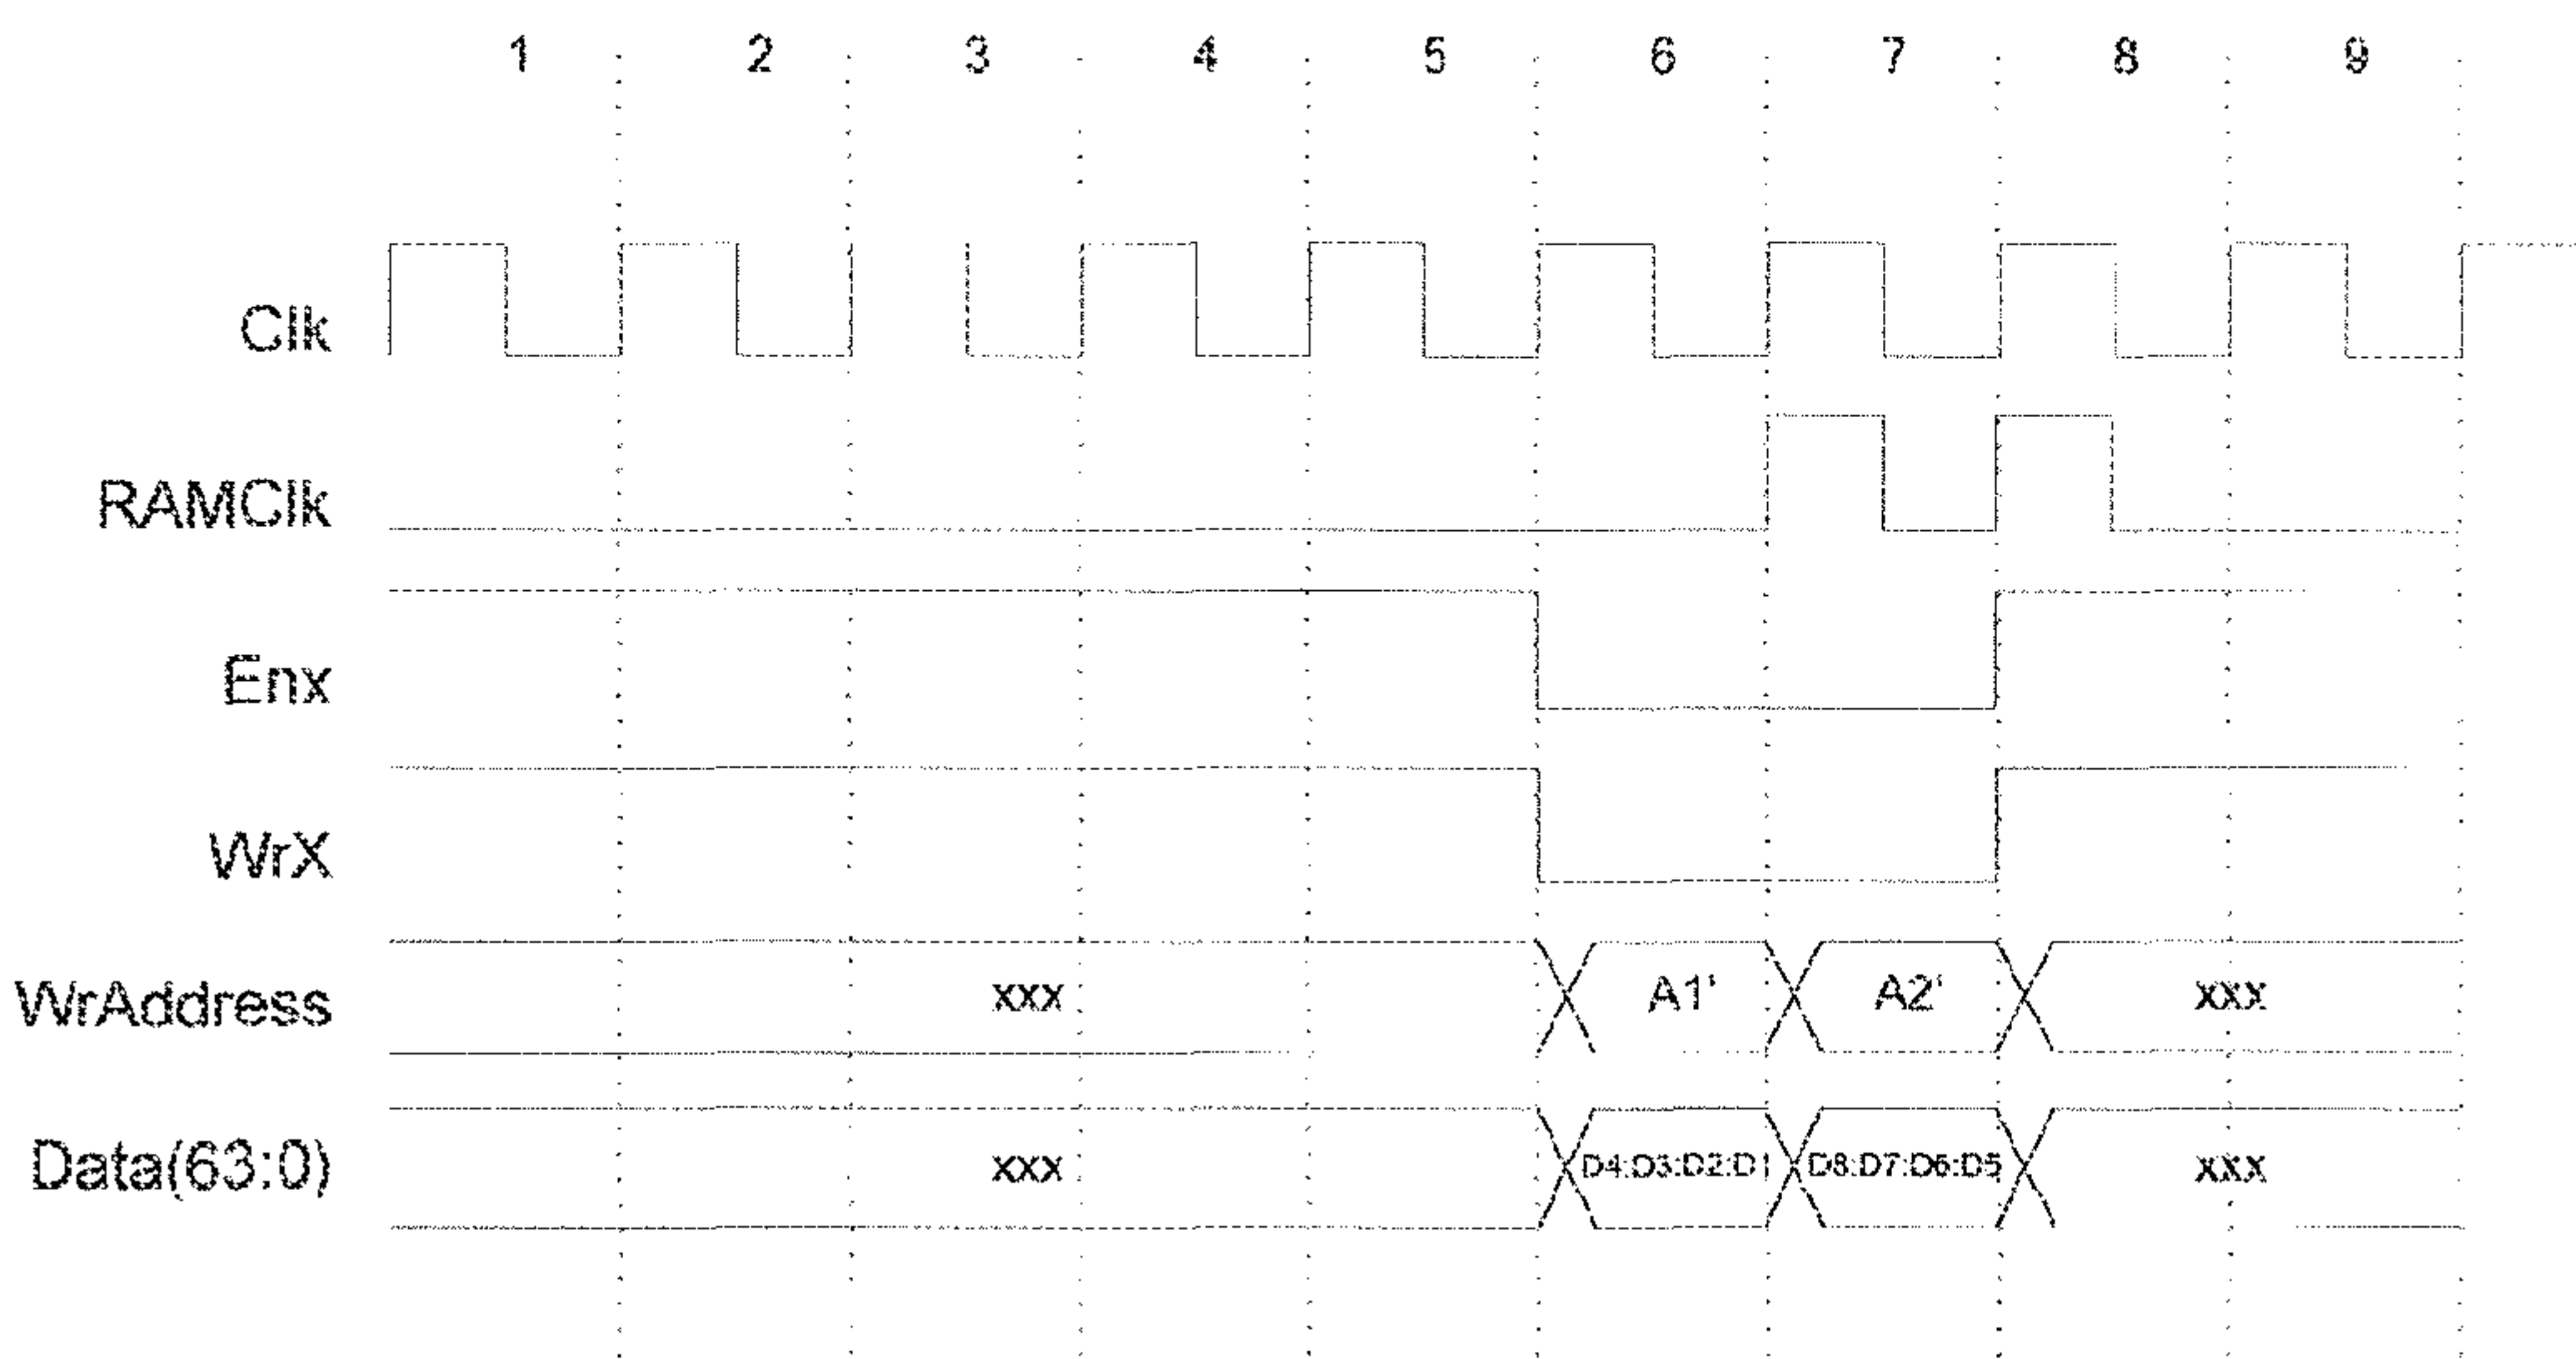 1 2 3 4 5 6 7 8 9
Clk
RAMClk
Enx
WrX
WrAddress xxx A1' A2' xxx
Data(63:0) xxx D4:D3:D2:D1 D8:D7:D6:D5 xxx